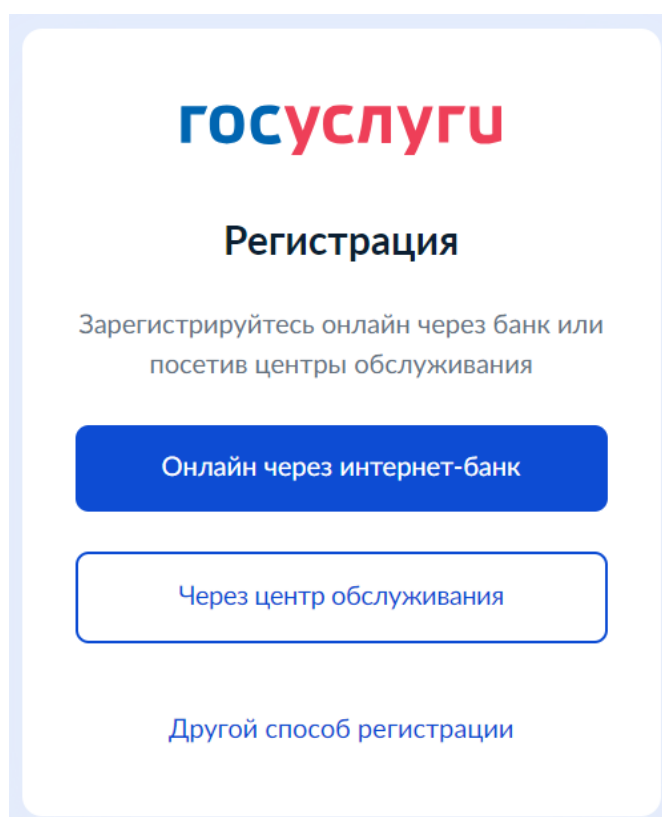 госуслуги
Регистрация
Зарегистрируйтесь онлайн через банк или
посетив центры обслуживания
Онлайн через интернет-банк
Через центр обслуживания
Другой способ регистрации